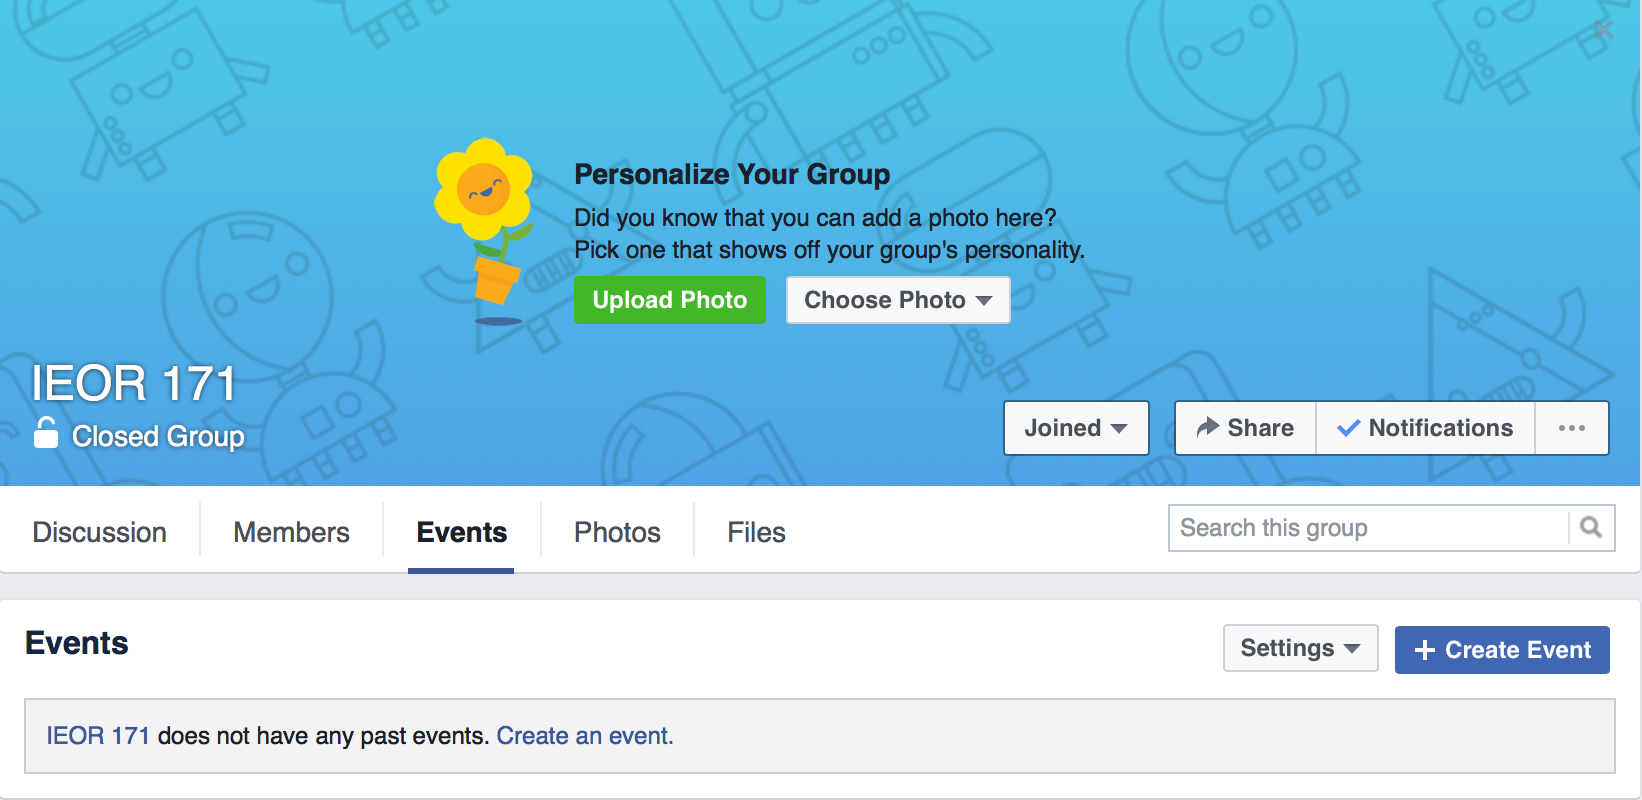 Personalize Your Group
Did you know that you can add a photo here?
Pick one that shows off your group's personality.
Upload Photo
Choose Photo
IEOR 171
Closed Group
Joined
Share
Notifications
Discussion
Members
Events
Photos
Files
Search this group
Events
Settings
+ Create Event
IEOR 171 does not have any past events. Create an event.